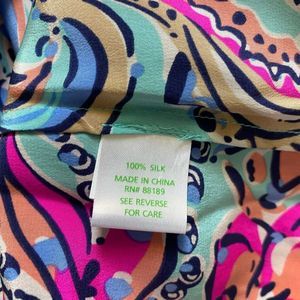 100% SILK
MADE IN CHINA
RN# 88189
SEE REVERSE
FOR CARE